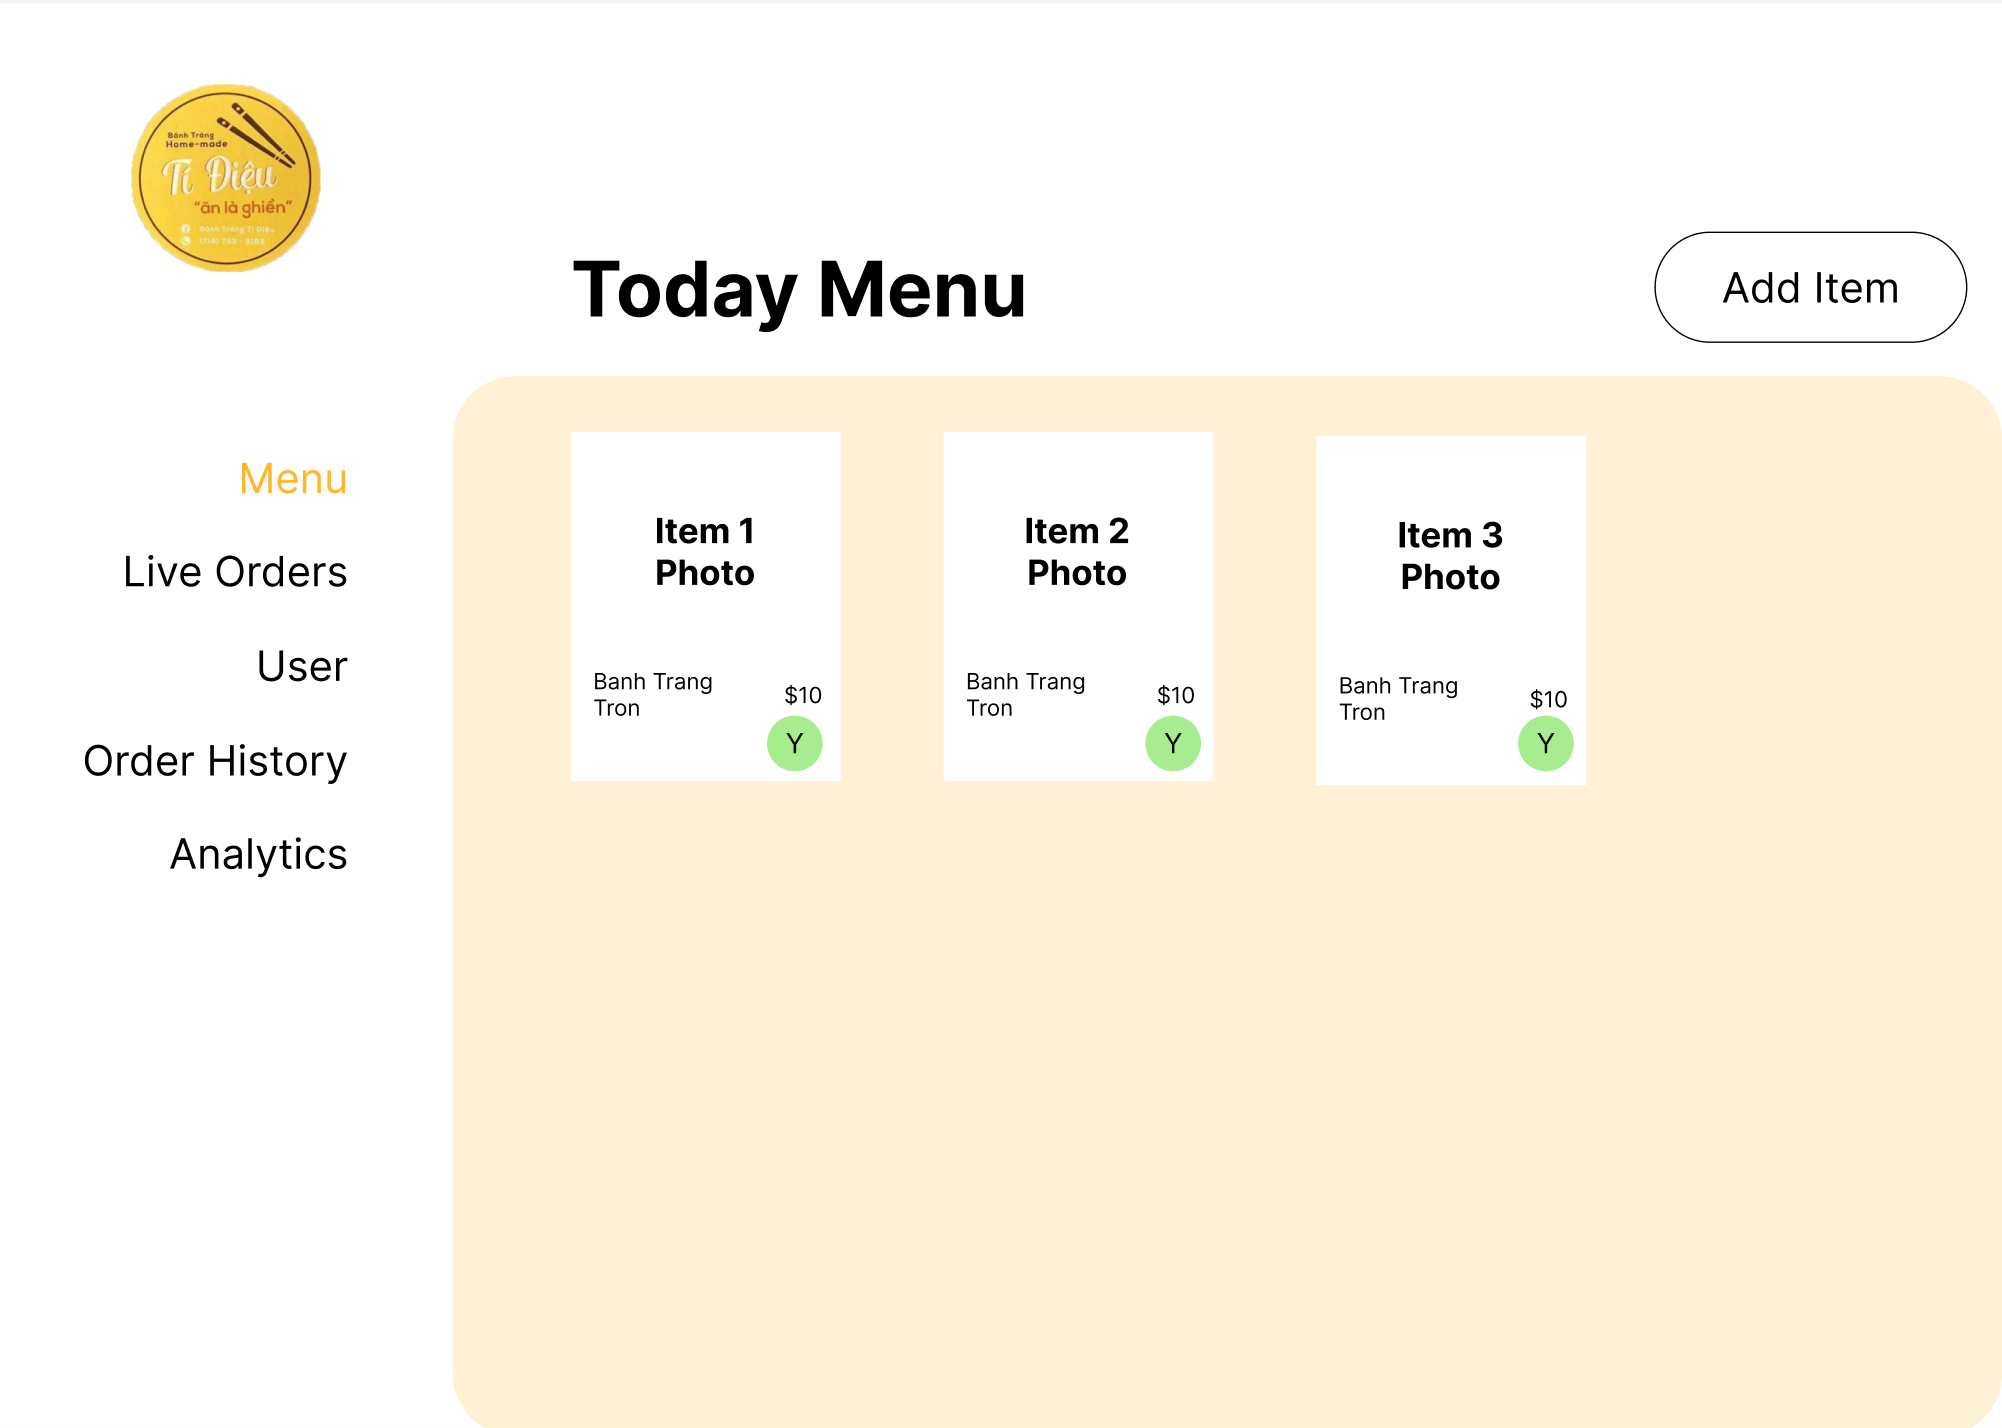 Bánh Tráng
Home-made
Tí Điệu
"ăn là ghiền"
Bánh Tráng Tí Điệu
Today Menu
Add Item
Menu
Live Orders
User
Order History
Analytics
Item 1
Photo
Banh Trang
Tron
$10
Y
Item 2
Photo
Banh Trang
Tron
$10
Y
Item 3
Photo
Banh Trang
Tron
$10
Y